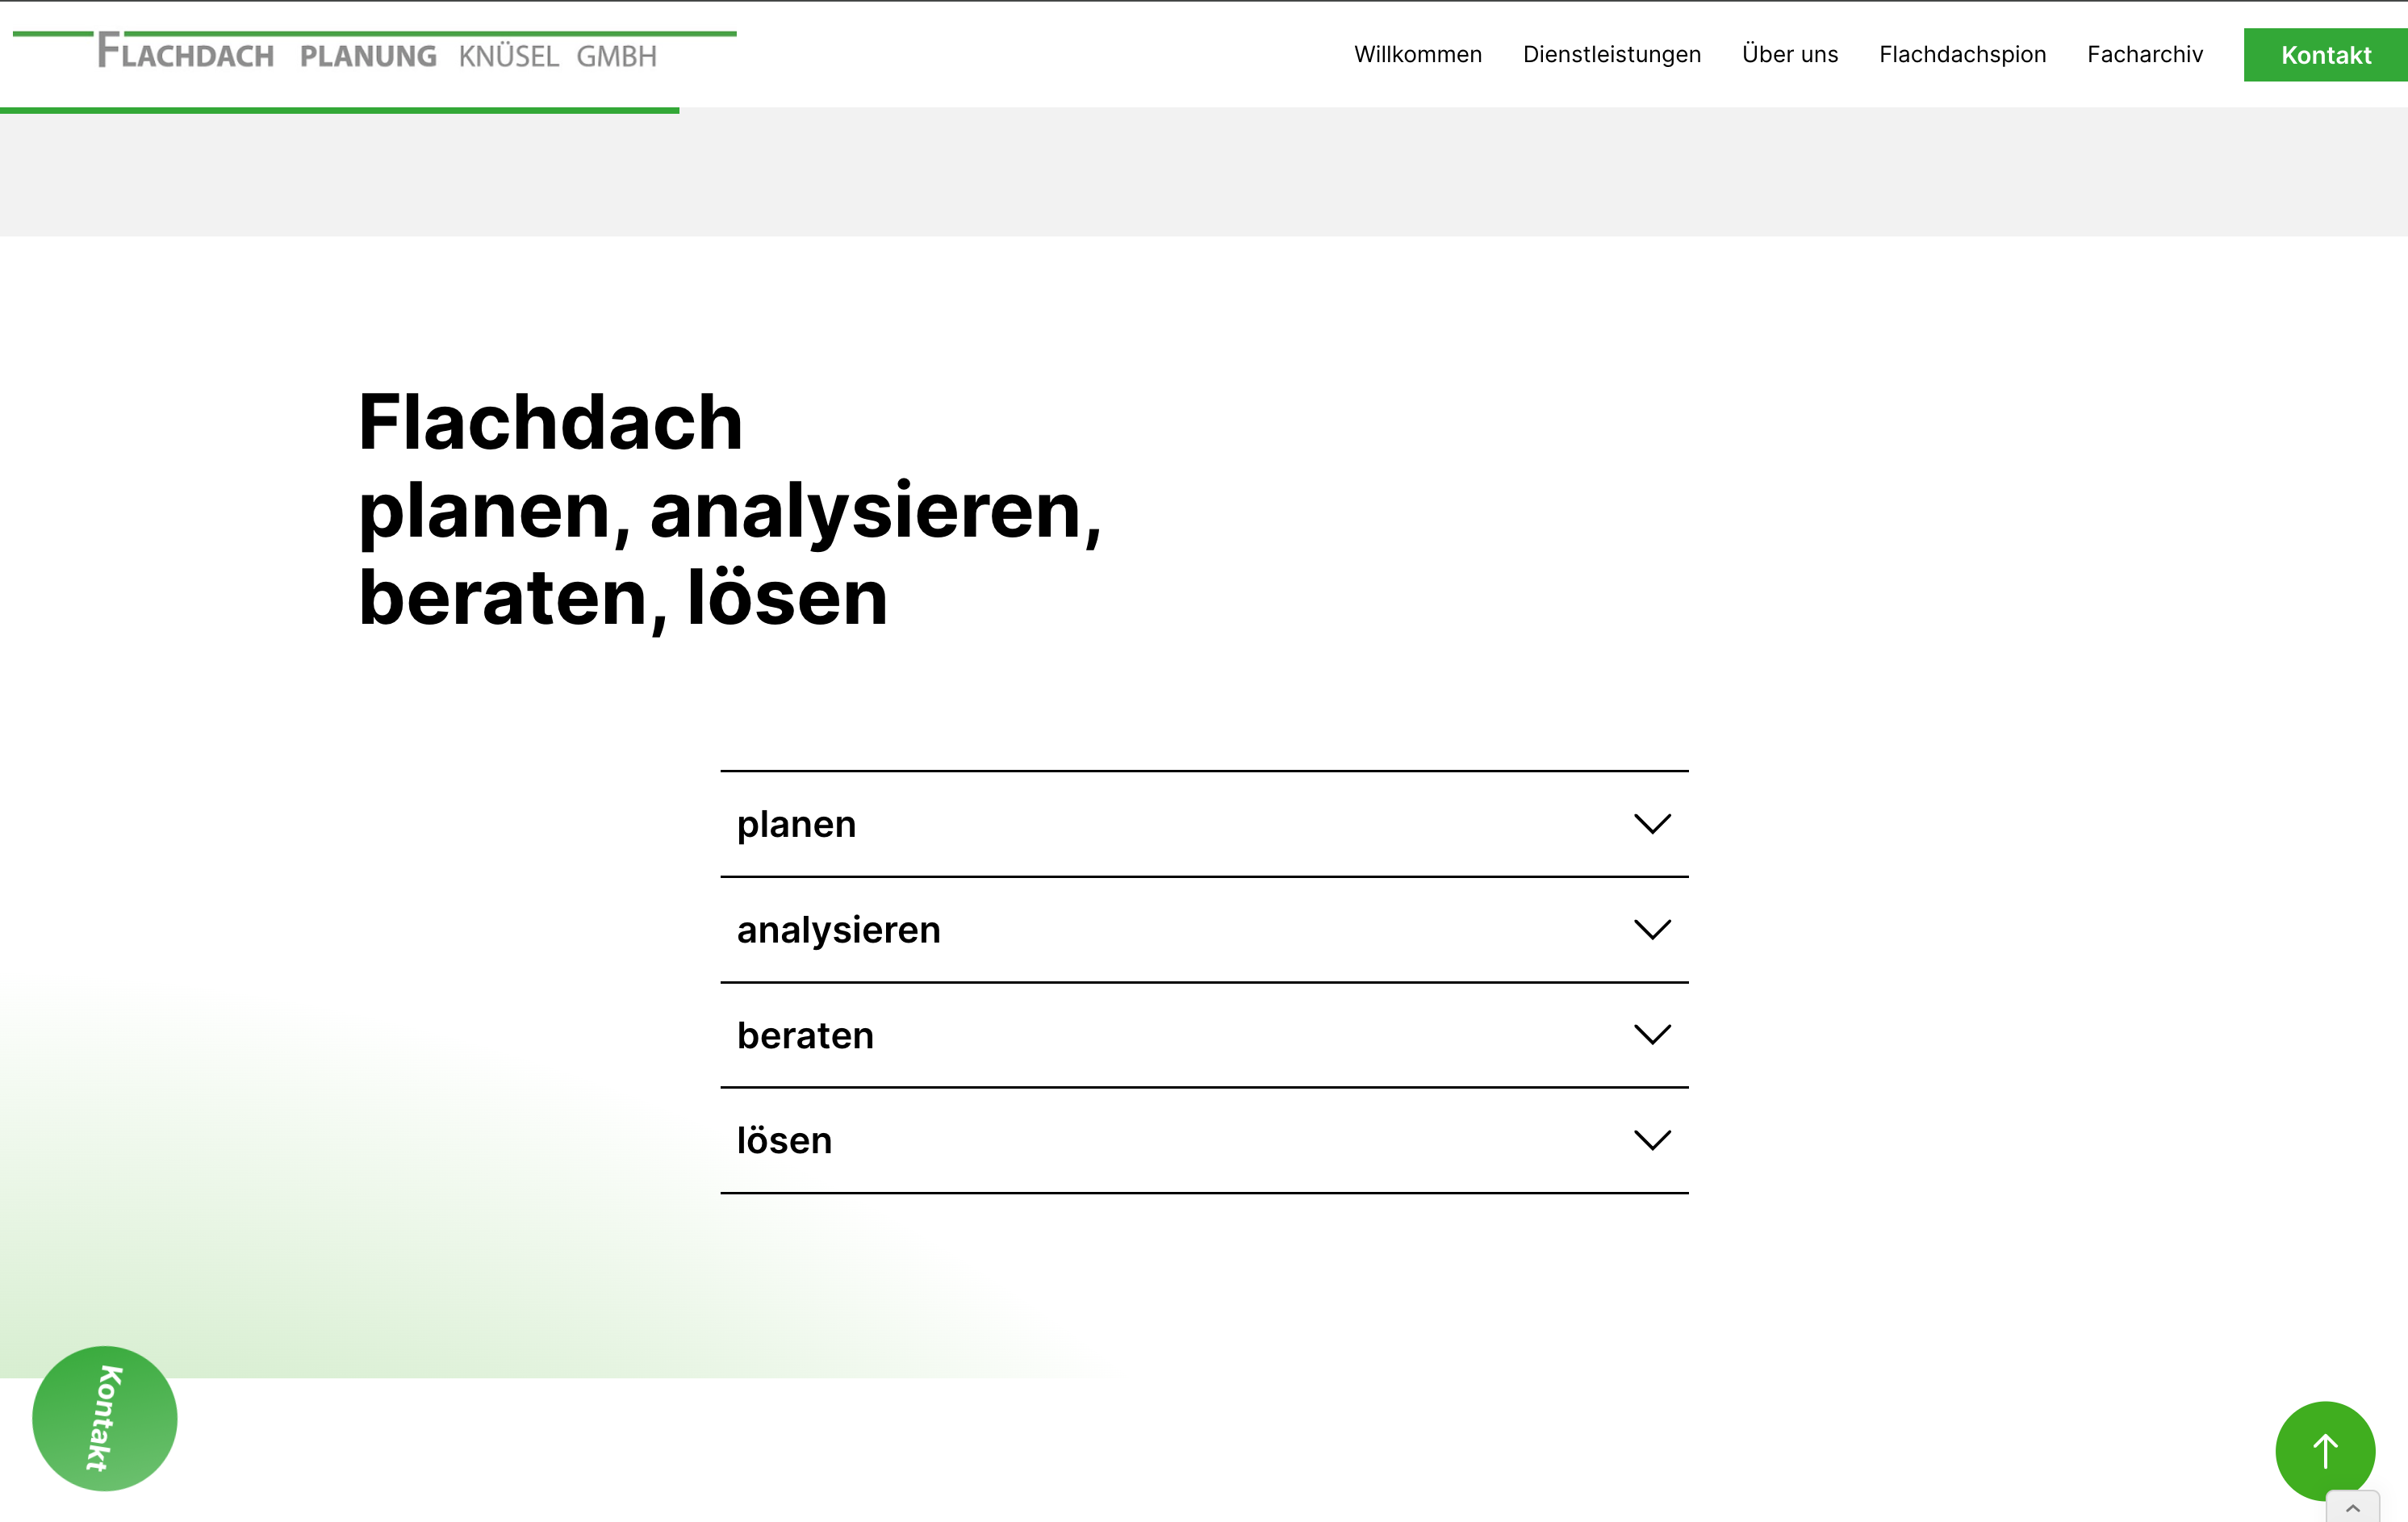 FLACHDACH PLANUNG KNÜSEL GMBH
Willkommen Dienstleistungen Über uns Flachdachspion Facharchiv Kontakt
Flachdach
planen, analysieren,
beraten, lösen
planen
analysieren
beraten
lösen
Kontakt